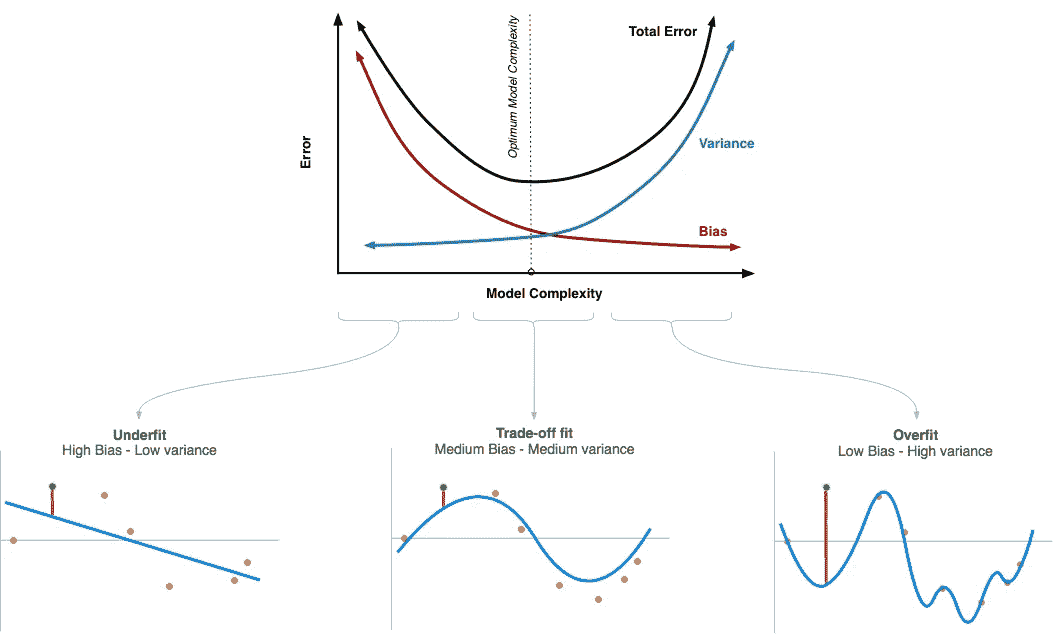 Total Error
Optimum Model Complexity
Variance
Error
Bias
Model Complexity
Underfit
High Bias - Low variance
Trade-off fit
Medium Bias - Medium variance
Overfit
Low Bias - High variance